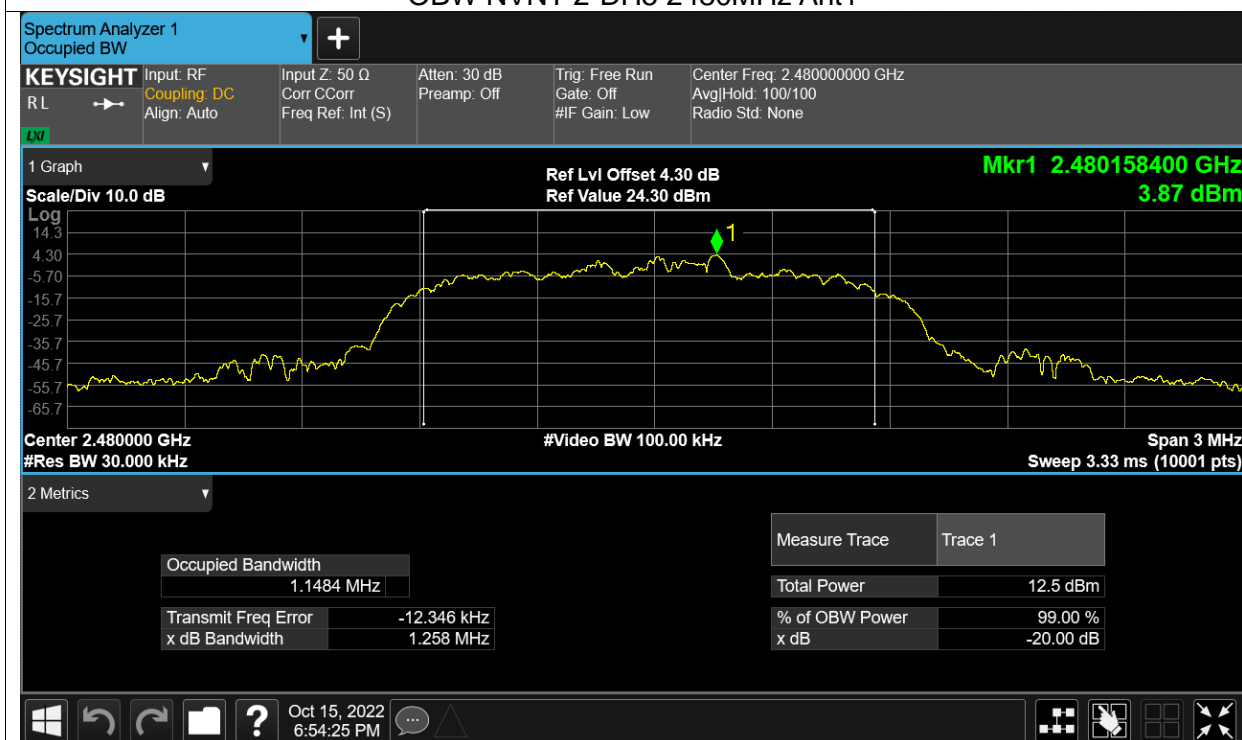 Spectrum Analyzer 1
Occupied BW
KEYSIGHT Input: RF Input Z: 50 Ω Atten: 30 dB Trig: Free Run Center Freq: 2.480000000 GHz
R L Coupling: DC Corr CCorr Preamp: Off Gate: Off Avg|Hold: 100/100
Align: Auto Freq Ref: Int (S) #IF Gain: Low Radio Std: None
LXI
1 Graph Ref Lvl Offset 4.30 dB Mkr1 2.480158400 GHz
Scale/Div 10.0 dB Ref Value 24.30 dBm 3.87 dBm
Log
14.3 1
4.30
-5.70
-15.7
-25.7
-35.7
-45.7
-55.7
-65.7
Center 2.480000 GHz #Video BW 100.00 kHz Span 3 MHz
#Res BW 30.000 kHz Sweep 3.33 ms (10001 pts)
2 Metrics
Measure Trace Trace 1
Occupied Bandwidth
1.1484 MHz Total Power 12.5 dBm
Transmit Freq Error -12.346 kHz % of OBW Power 99.00 %
x dB Bandwidth 1.258 MHz x dB -20.00 dB
? Oct 15, 2022
6:54:25 PM